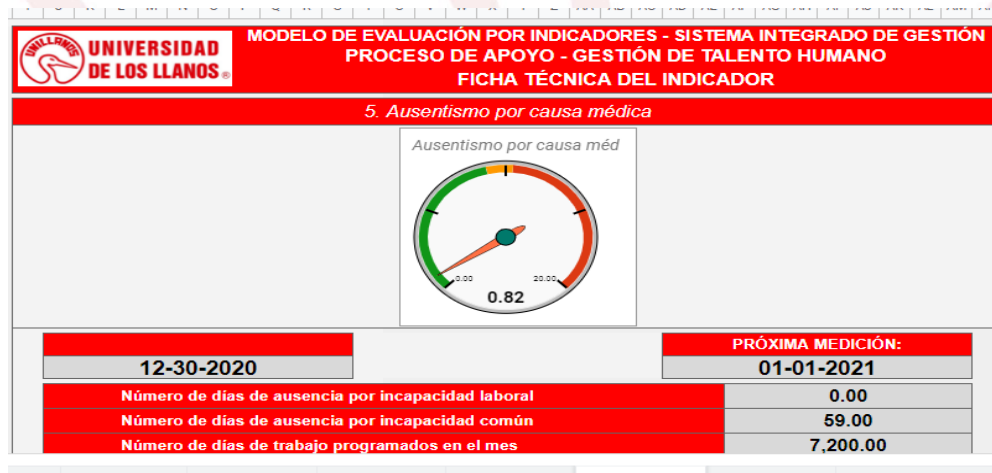 MODELO DE EVALUACIÓN POR INDICADORES - SISTEMA INTEGRADO DE GESTIÓN
PROCESO DE APOYO - GESTIÓN DE TALENTO HUMANO
FICHA TÉCNICA DEL INDICADOR
UNILLANOS
UNIVERSIDAD
DE LOS LLANOS ®
5. Ausentismo por causa médica
Ausentismo por causa méd
0.00
20.00
0.82
PRÓXIMA MEDICIÓN:
12-30-2020
01-01-2021
Número de días de ausencia por incapacidad laboral 0.00
Número de días de ausencia por incapacidad común 59.00
Número de días de trabajo programados en el mes 7,200.00